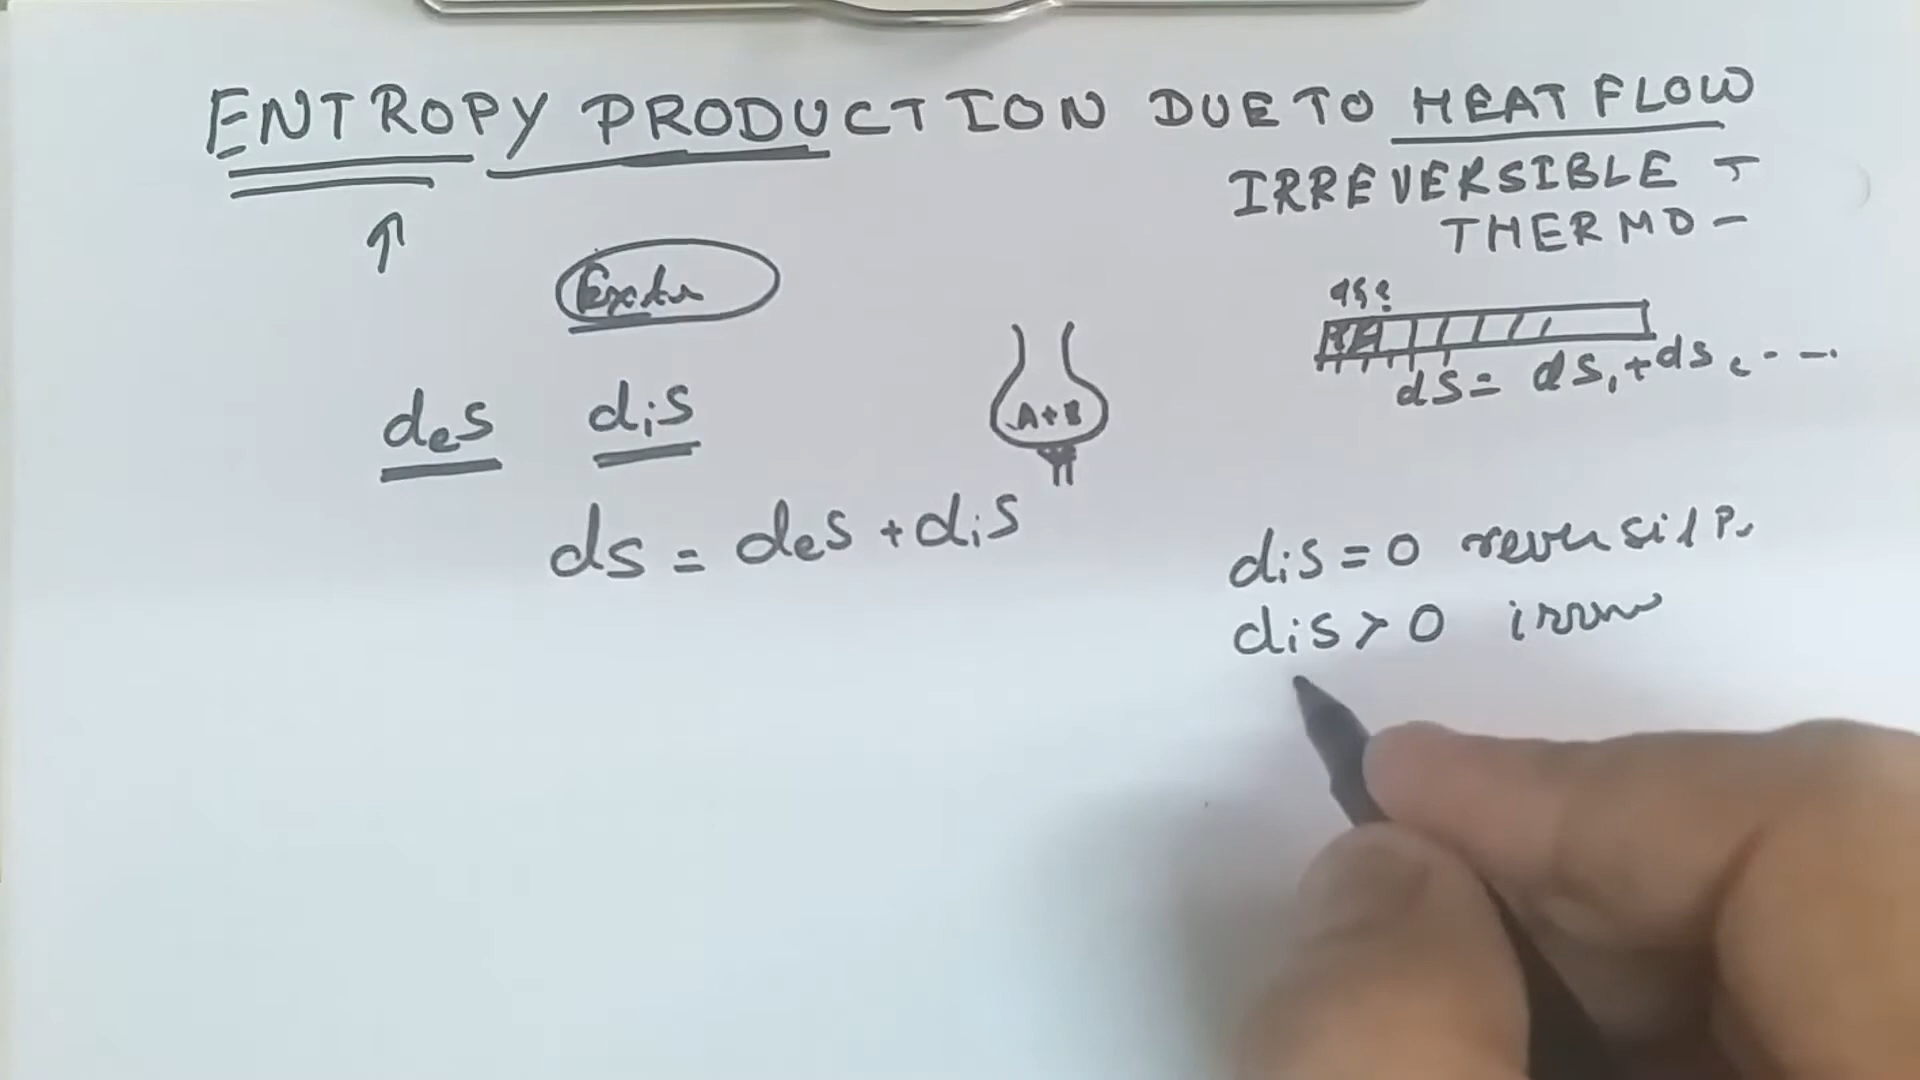 ENTROPY PRODUCTION DUE TO HEAT FLOW
IRREVERSIBLE T
THERMO -
deS diS
A+B
dS = dS1 + dS2 ---
dS = deS + diS
diS = 0
diS > 0